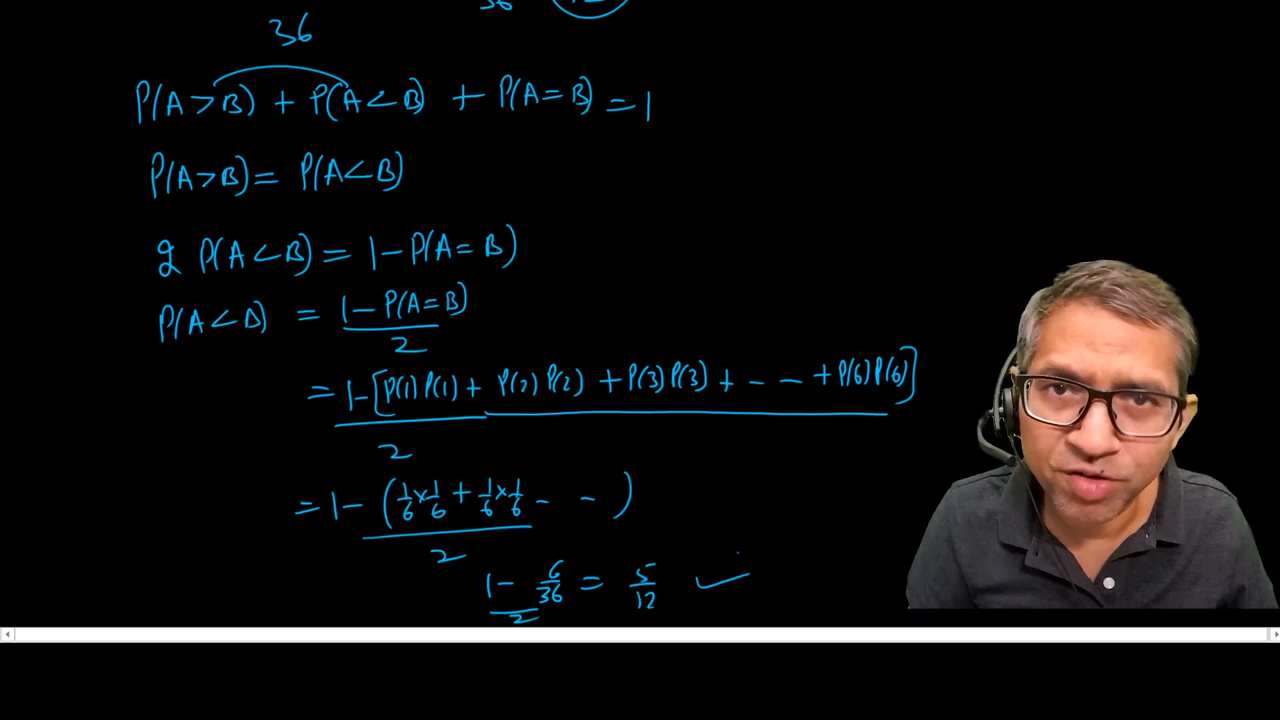 36
36
P(A>B) + P(A<B) + P(A=B) = 1
P(A>B) = P(A<B)
2 P(A<B) = 1 - P(A=B)
P(A<B) = 1 - P(A=B)
2
= 1 - [P(1)P(1) + P(2)P(2) + P(3)P(3) + - - + P(6)P(6)]
2
= 1 - (1/6 × 1/6 + 1/6 × 1/6 - - )
2
1 - 6/36 = 5/12 ✓
2